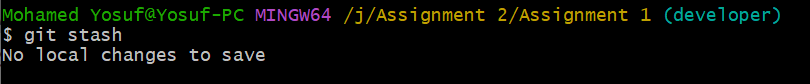 Mohamed Yosuf@Yosuf-PC MINGW64 /j/Assignment 2/Assignment 1 (developer)
$ git stash
No local changes to save